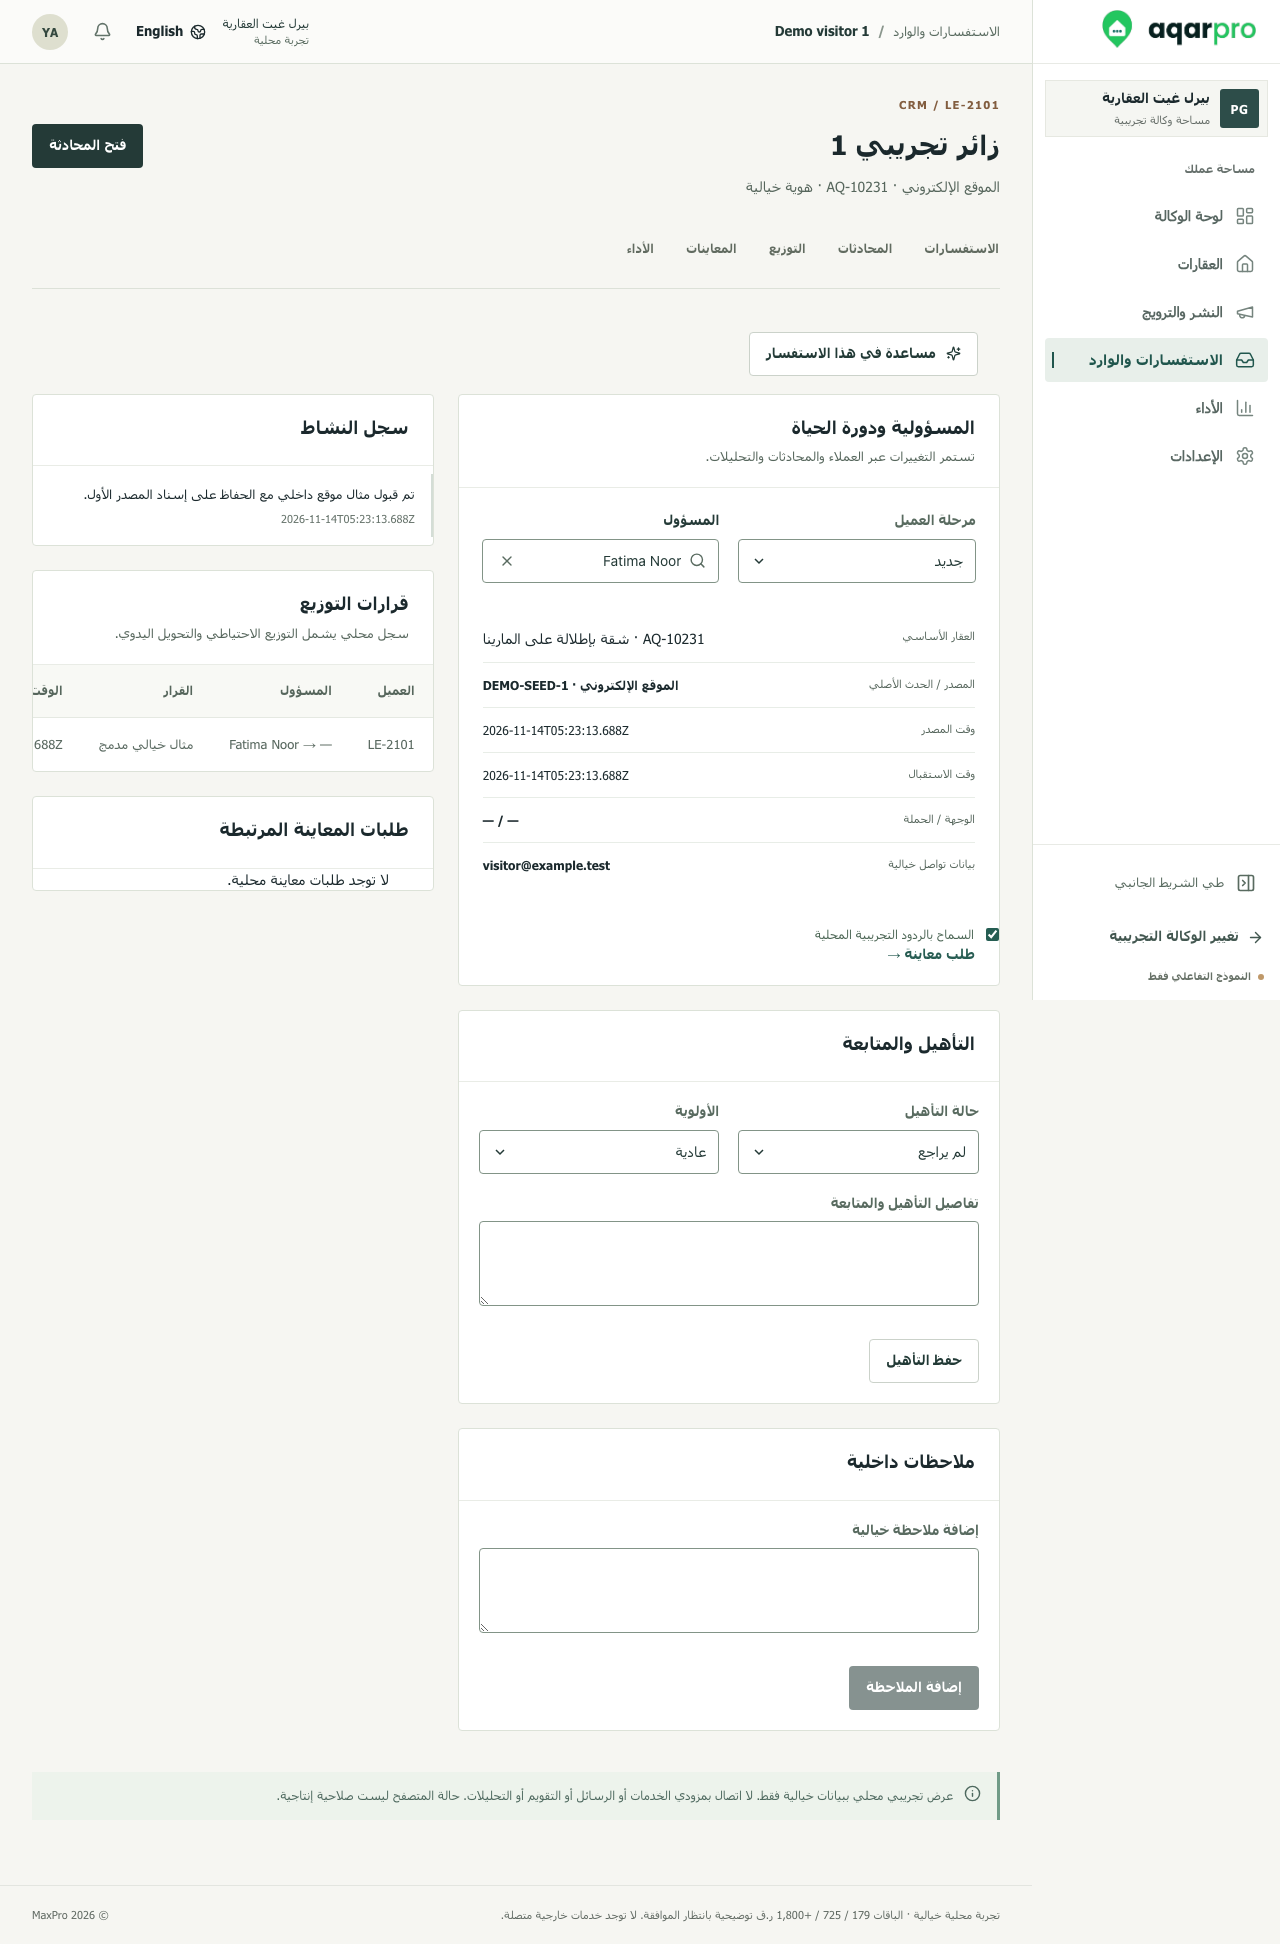 aqarpro
بيرل غيت العقارية
PG
مساحة وكالة تجريبية
مساحة عملك
لوحة الوكالة
العقارات
النشر والترويج
الاستفسارات والوارد
الأداء
الإعدادات
طي الشريط الجانبي
تغيير الوكالة التجريبية
النموذج التفاعلي فقط
الاستفسارات والوارد / Demo visitor 1
بيرل غيت العقارية
تجربة محلية
English
YA
CRM / LE-2101
زائر تجريبي 1
الموقع الإلكتروني · AQ-10231 · هوية خيالية
فتح المحادثة
الاستفسارات
المحادثات
التوزيع
المعاينات
الأداء
مساعدة في هذا الاستفسار
المسؤولية ودورة الحياة
تستمر التغييرات عبر العملاء والمحادثات والتحليلات.
مرحلة العميل
جديد
المسؤول
Fatima Noor
العقار الأساسي
AQ-10231 · شقة بإطلالة على المارينا
المصدر / الحدث الأصلي
الموقع الإلكتروني · DEMO-SEED-1
وقت المصدر
2026-11-14T05:23:13.688Z
وقت الاستقبال
2026-11-14T05:23:13.688Z
الوجهة / الحملة
— / —
بيانات تواصل خيالية
visitor@example.test
السماح بالردود التجريبية المحلية
طلب معاينة →
سجل النشاط
تم قبول مثال موقع داخلي مع الحفاظ على إسناد المصدر الأول.
2026-11-14T05:23:13.688Z
قرارات التوزيع
سجل محلي يشمل التوزيع الاحتياطي والتحويل اليدوي.
العميل المسؤول القرار الوقت
LE-2101 — → Fatima Noor مثال خيالي مدمج 688Z
طلبات المعاينة المرتبطة
لا توجد طلبات معاينة محلية.
التأهيل والمتابعة
حالة التأهيل
لم يراجع
الأولوية
عادية
تفاصيل التأهيل والمتابعة
حفظ التأهيل
ملاحظات داخلية
إضافة ملاحظة خيالية
إضافة الملاحظة
عرض تجريبي محلي ببيانات خيالية فقط. لا اتصال بمزودي الخدمات أو الرسائل أو التقويم أو التحليلات. حالة المتصفح ليست صلاحية إنتاجية.
تجربة محلية خيالية · الباقات 179 / 725 / +1,800 ر.ق توضيحية بانتظار الموافقة. لا توجد خدمات خارجية متصلة.
© 2026 MaxPro